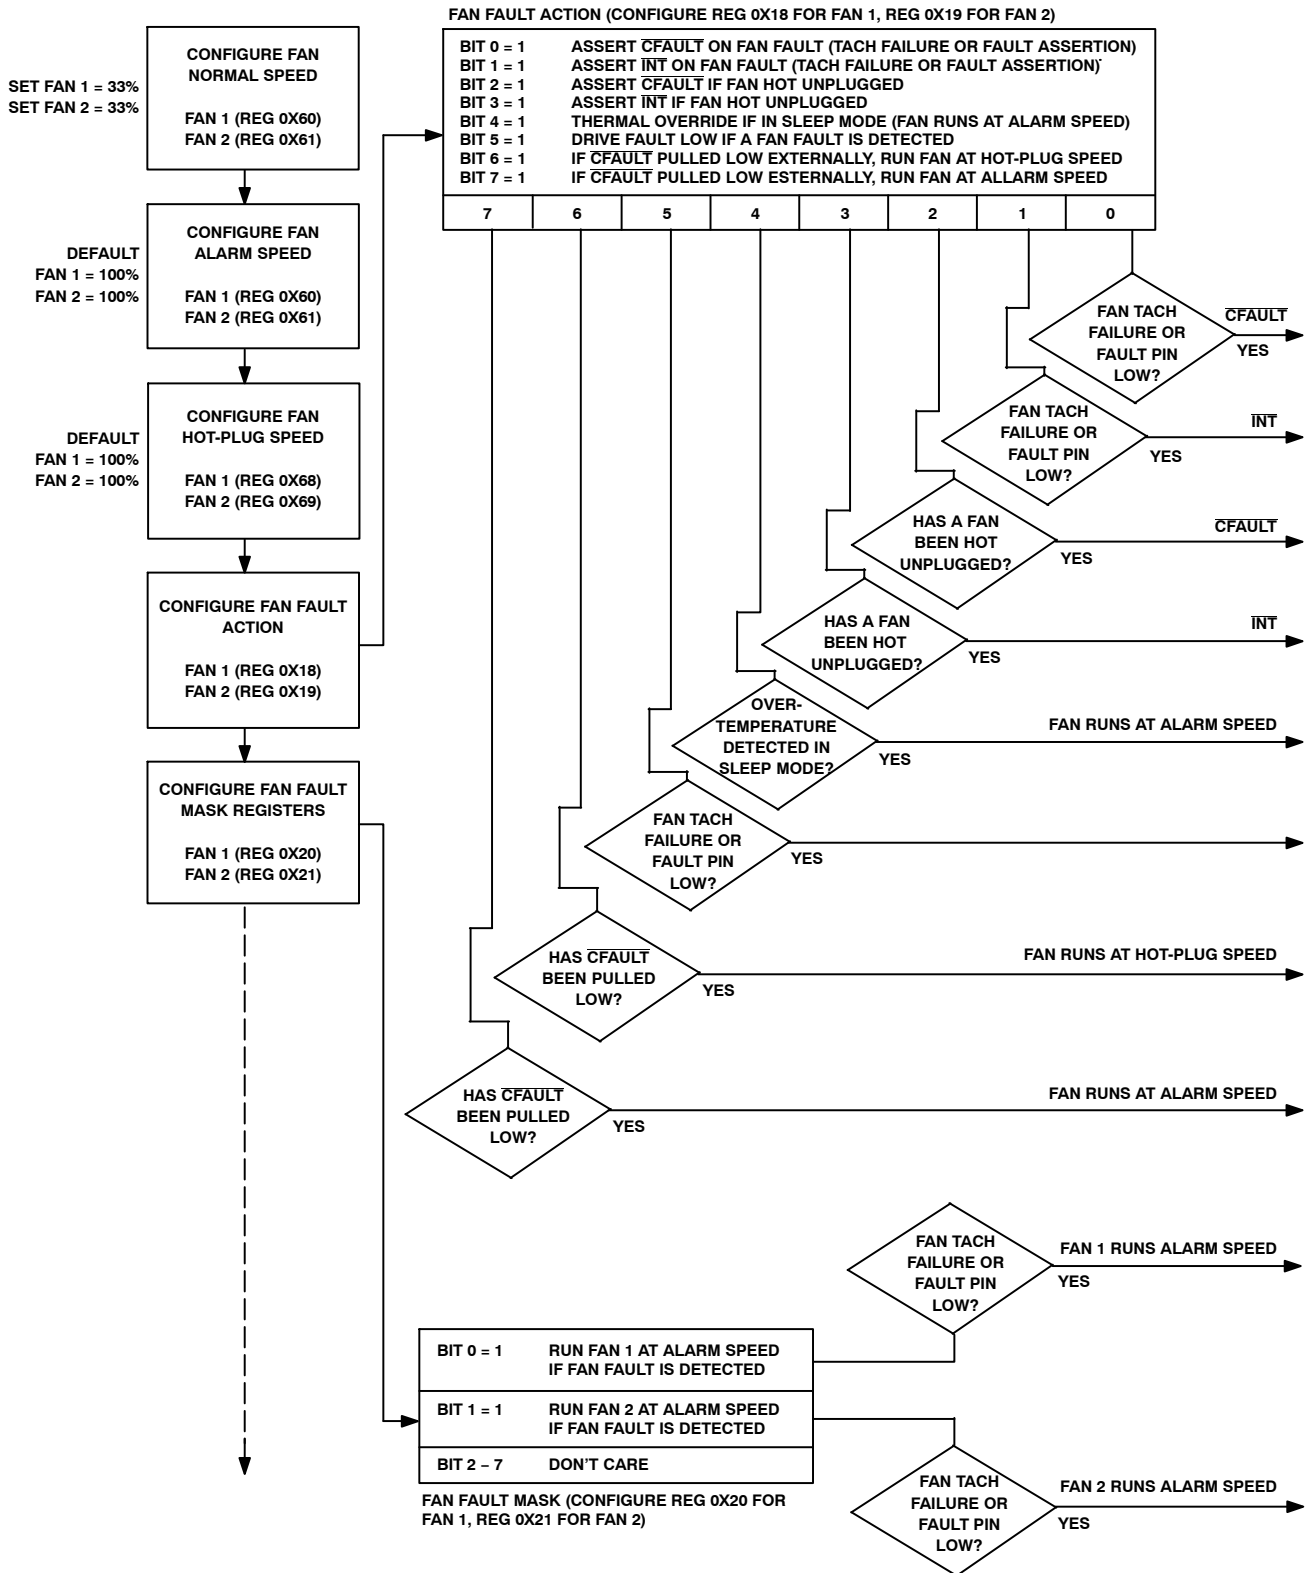 FAN FAULT ACTION (CONFIGURE REG 0X18 FOR FAN 1, REG 0X19 FOR FAN 2)
BIT 0 = 1 ASSERT CFAULT ON FAN FAULT (TACH FAILURE OR FAULT ASSERTION)
BIT 1 = 1 ASSERT INT ON FAN FAULT (TACH FAILURE OR FAULT ASSERTION)
BIT 2 = 1 ASSERT CFAULT IF FAN HOT UNPLUGGED
BIT 3 = 1 ASSERT INT IF FAN HOT UNPLUGGED
BIT 4 = 1 THERMAL OVERRIDE IF IN SLEEP MODE (FAN RUNS AT ALARM SPEED)
BIT 5 = 1 DRIVE FAULT LOW IF A FAN FAULT IS DETECTED
BIT 6 = 1 IF CFAULT PULLED LOW EXTERNALLY, RUN FAN AT HOT-PLUG SPEED
BIT 7 = 1 IF CFAULT PULLED LOW ESTERNALLY, RUN FAN AT ALLARM SPEED
7 6 5 4 3 2 1 0
SET FAN 1 = 33%
SET FAN 2 = 33%
CONFIGURE FAN
NORMAL SPEED
FAN 1 (REG 0X60)
FAN 2 (REG 0X61)
DEFAULT
FAN 1 = 100%
FAN 2 = 100%
CONFIGURE FAN
ALARM SPEED
FAN 1 (REG 0X60)
FAN 2 (REG 0X61)
DEFAULT
FAN 1 = 100%
FAN 2 = 100%
CONFIGURE FAN
HOT-PLUG SPEED
FAN 1 (REG 0X68)
FAN 2 (REG 0X69)
CONFIGURE FAN FAULT
ACTION
FAN 1 (REG 0X18)
FAN 2 (REG 0X19)
CONFIGURE FAN FAULT
MASK REGISTERS
FAN 1 (REG 0X20)
FAN 2 (REG 0X21)
FAN TACH
FAILURE OR
FAULT PIN
LOW?
CFAULT
YES
FAN TACH
FAILURE OR
FAULT PIN
LOW?
INT
YES
HAS A FAN
BEEN HOT
UNPLUGGED?
CFAULT
YES
HAS A FAN
BEEN HOT
UNPLUGGED?
INT
YES
OVER-
TEMPERATURE
DETECTED IN
SLEEP MODE?
FAN RUNS AT ALARM SPEED
YES
FAN TACH
FAILURE OR
FAULT PIN
LOW?
YES
HAS CFAULT
BEEN PULLED
LOW?
FAN RUNS AT HOT-PLUG SPEED
YES
HAS CFAULT
BEEN PULLED
LOW?
FAN RUNS AT ALARM SPEED
YES
FAN TACH
FAILURE OR
FAULT PIN
LOW?
FAN 1 RUNS ALARM SPEED
YES
BIT 0 = 1 RUN FAN 1 AT ALARM SPEED
IF FAN FAULT IS DETECTED
BIT 1 = 1 RUN FAN 2 AT ALARM SPEED
IF FAN FAULT IS DETECTED
BIT 2 – 7 DON'T CARE
FAN FAULT MASK (CONFIGURE REG 0X20 FOR
FAN 1, REG 0X21 FOR FAN 2)
FAN TACH
FAILURE OR
FAULT PIN
LOW?
FAN 2 RUNS ALARM SPEED
YES